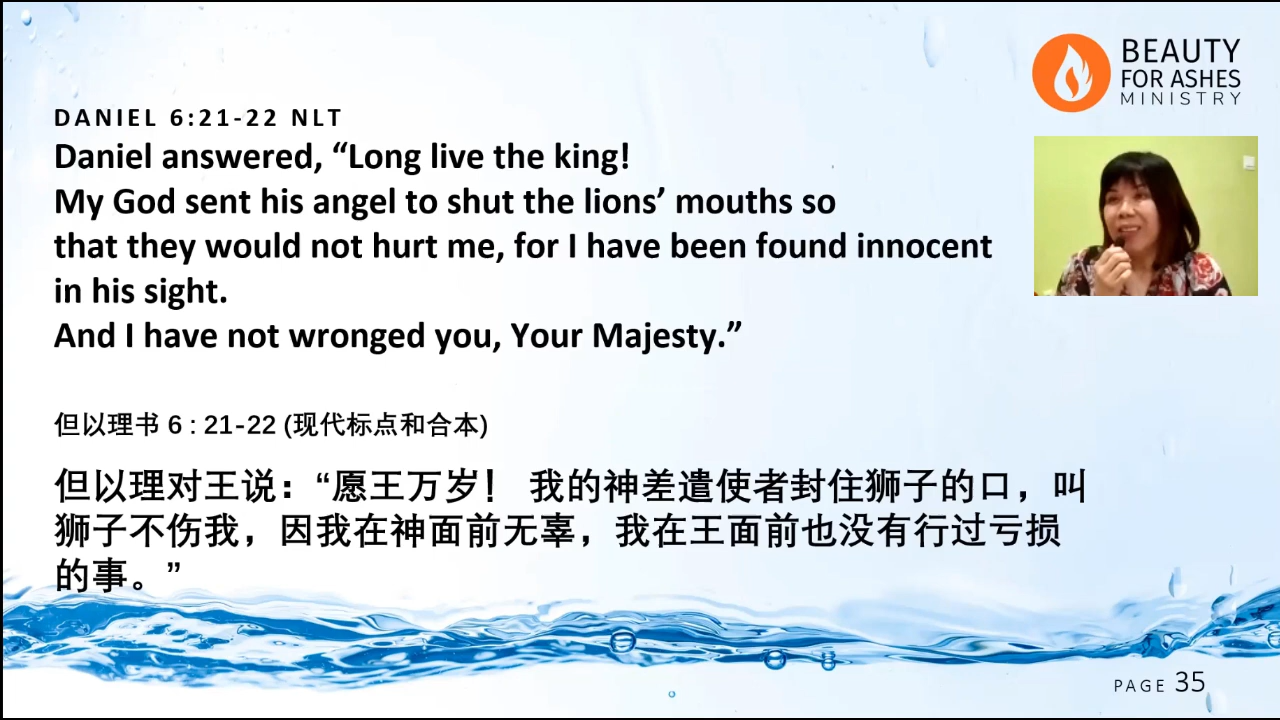 BEAUTY
FOR ASHES
MINISTRY
DANIEL 6:21-22 NLT
Daniel answered, “Long live the king!
My God sent his angel to shut the lions’ mouths so
that they would not hurt me, for I have been found innocent
in his sight.
And I have not wronged you, Your Majesty.”
但以理书 6 : 21-22 (现代标点和合本)
但以理对王说：“愿王万岁！ 我的神差遣使者封住狮子的口，叫
狮子不伤我，因我在神面前无辜，我在王面前也没有行过亏损
的事。”
PAGE 35